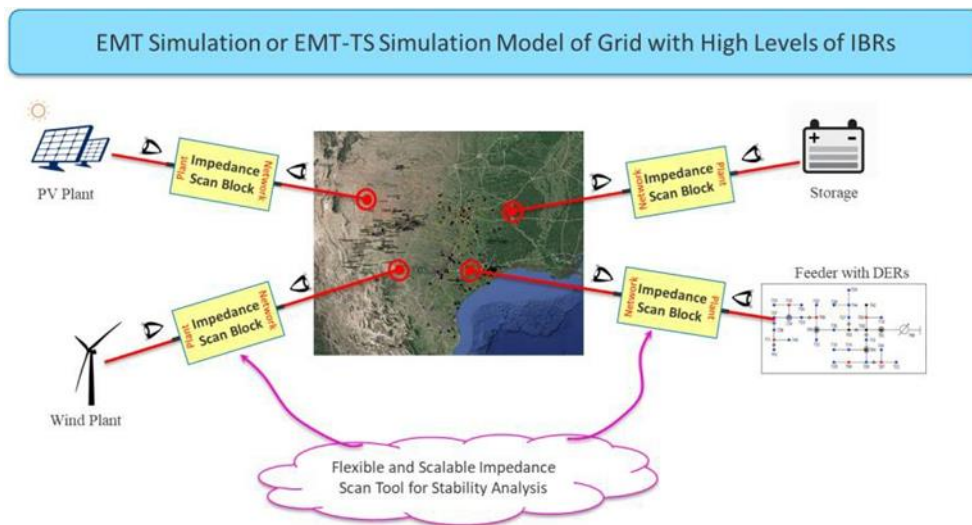 EMT Simulation or EMT-TS Simulation Model of Grid with High Levels of IBRs
PV Plant
Plant
Impedance
Scan Block
Network
Network
Impedance
Scan Block
Plant
+ -
Storage
Plant
Impedance
Scan Block
Network
Wind Plant
Network
Impedance
Scan Block
Plant
Feeder with DERs
Flexible and Scalable Impedance
Scan Tool for Stability Analysis